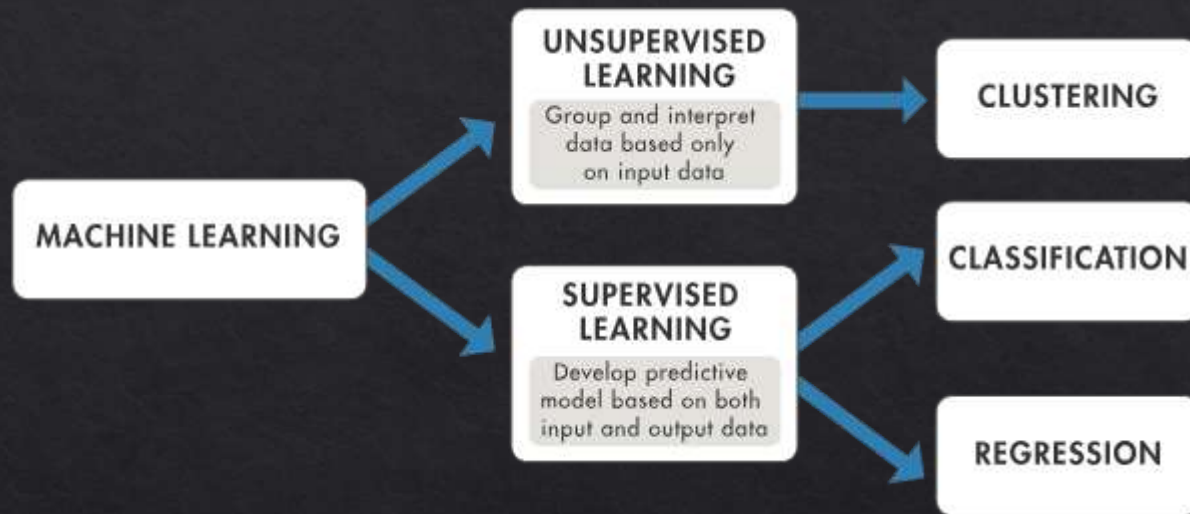 MACHINE LEARNING
UNSUPERVISED
LEARNING
Group and interpret
data based only
on input data
SUPERVISED
LEARNING
Develop predictive
model based on both
input and output data
CLUSTERING
CLASSIFICATION
REGRESSION